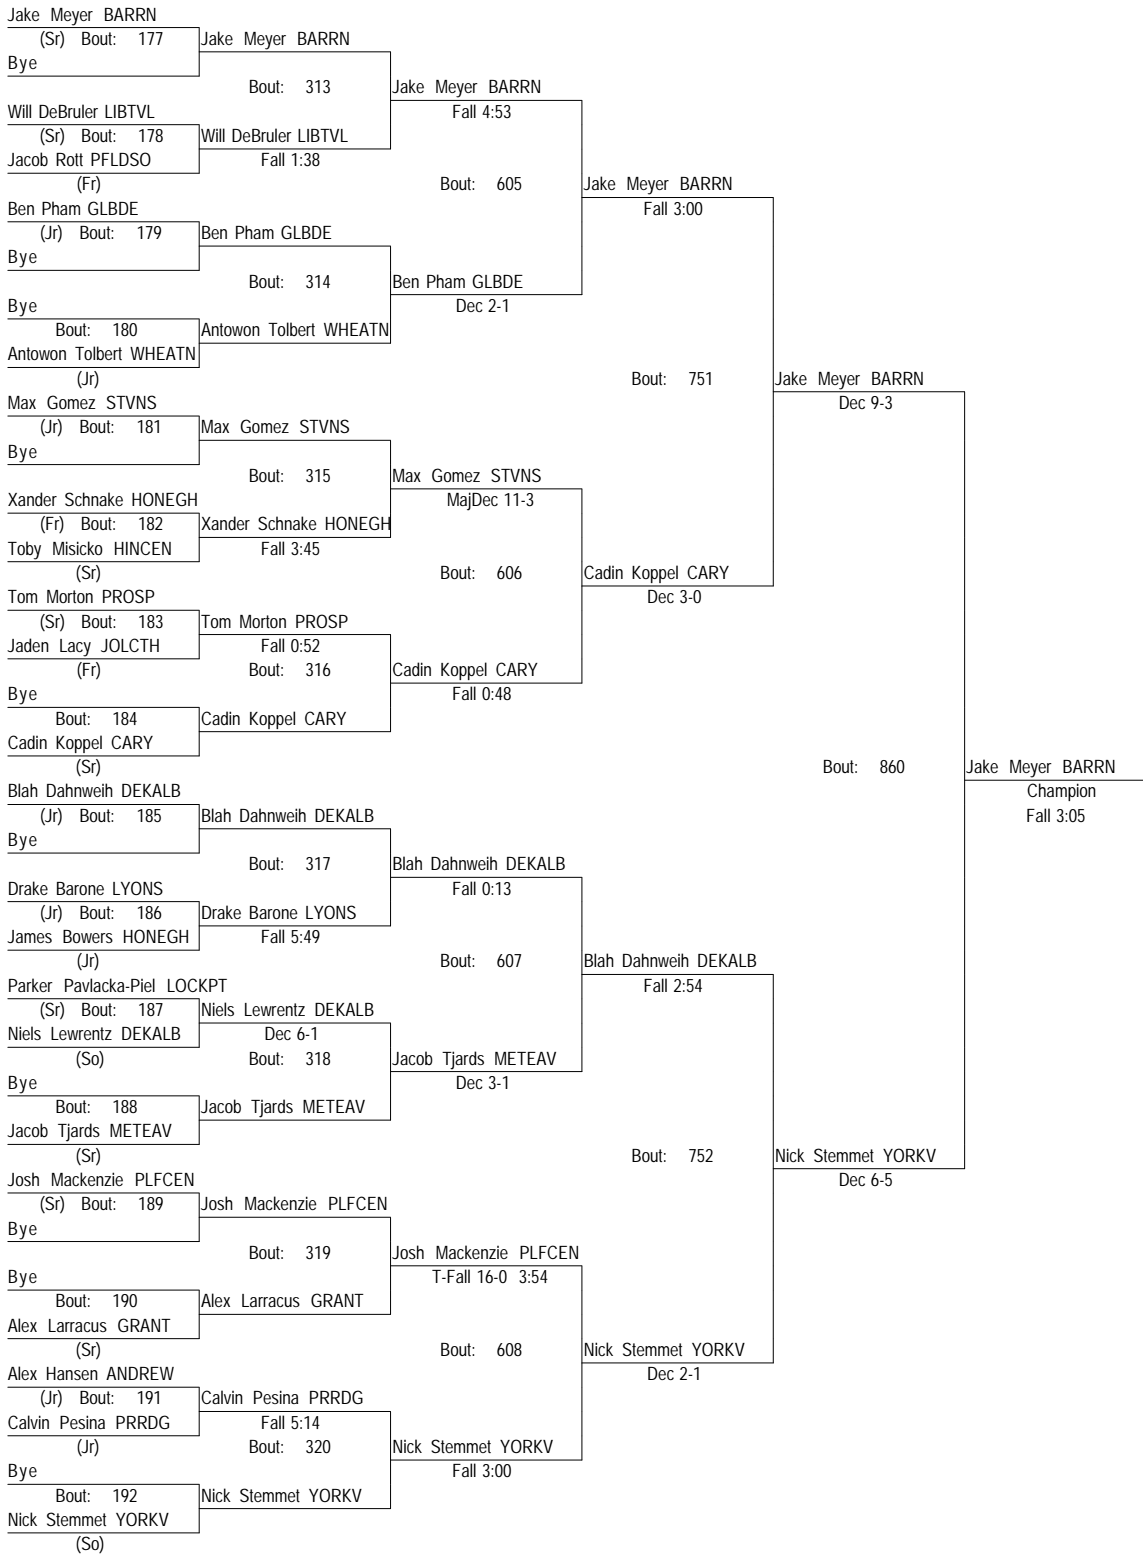 Jake Meyer BARRN
(Sr) Bout: 177 Jake Meyer BARRN
Bye
Bout: 313 Jake Meyer BARRN
Will DeBruler LIBTVL Fall 4:53
(Sr) Bout: 178 Will DeBruler LIBTVL
Jacob Rott PFLDSO Fall 1:38
(Fr) Bout: 605 Jake Meyer BARRN
Ben Pham GLBDE Fall 3:00
(Jr) Bout: 179 Ben Pham GLBDE
Bye
Bout: 314 Ben Pham GLBDE
Bye Dec 2-1
Bout: 180 Antowon Tolbert WHEATN
Antowon Tolbert WHEATN
(Jr) Bout: 751 Jake Meyer BARRN
Max Gomez STVNS Dec 9-3
(Jr) Bout: 181 Max Gomez STVNS
Bye
Bout: 315 Max Gomez STVNS
Xander Schnake HONEGH MajDec 11-3
(Fr) Bout: 182 Xander Schnake HONEGH
Toby Misicko HINCEN Fall 3:45
(Sr) Bout: 606 Cadin Koppel CARY
Tom Morton PROSP Dec 3-0
(Sr) Bout: 183 Tom Morton PROSP
Jaden Lacy JOLCTH Fall 0:52
(Fr) Bout: 316 Cadin Koppel CARY
Bye Fall 0:48
Bout: 184 Cadin Koppel CARY
Cadin Koppel CARY
(Sr) Bout: 860 Jake Meyer BARRN
Blah Dahnweih DEKALB Champion
(Jr) Bout: 185 Blah Dahnweih DEKALB Fall 3:05
Bye
Bout: 317 Blah Dahnweih DEKALB
Drake Barone LYONS Fall 0:13
(Jr) Bout: 186 Drake Barone LYONS
James Bowers HONEGH Fall 5:49
(Jr) Bout: 607 Blah Dahnweih DEKALB
Parker Pavlacka-Piel LOCKPT Fall 2:54
(Sr) Bout: 187 Niels Lewrentz DEKALB
Niels Lewrentz DEKALB Dec 6-1
(So) Bout: 318 Jacob Tjards METEAV
Bye Dec 3-1
Bout: 188 Jacob Tjards METEAV
Jacob Tjards METEAV
(Sr) Bout: 752 Nick Stemmet YORKV
Josh Mackenzie PLFCEN Dec 6-5
(Sr) Bout: 189 Josh Mackenzie PLFCEN
Bye
Bout: 319 Josh Mackenzie PLFCEN
Bye T-Fall 16-0 3:54
Bout: 190 Alex Larracus GRANT
Alex Larracus GRANT
(Sr) Bout: 608 Nick Stemmet YORKV
Alex Hansen ANDREW Dec 2-1
(Jr) Bout: 191 Calvin Pesina PRRDG
Calvin Pesina PRRDG Fall 5:14
(Jr) Bout: 320 Nick Stemmet YORKV
Bye Fall 3:00
Bout: 192 Nick Stemmet YORKV
Nick Stemmet YORKV
(So)